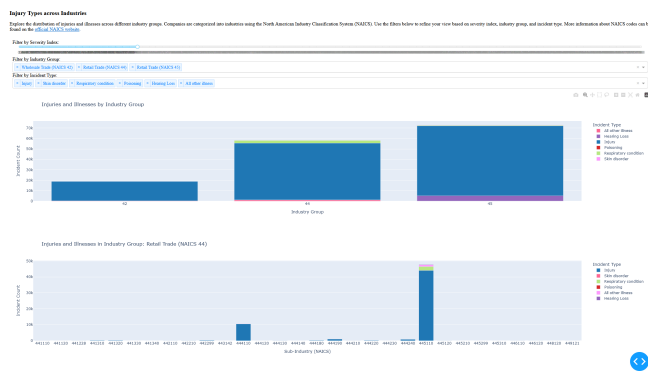 Injury Types across Industries
Explore the distribution of injuries and illnesses across different industry groups. Companies are categorized into industries using the North American Industry Classification System (NAICS). Use the filters below to refine your view based on severity index, industry group, and incident type. More information about NAICS codes can be
found on the official NAICS website.
Filter by Severity Index:
Filter by Industry Group:
× Wholesale Trade (NAICS 42) × Retail Trade (NAICS 44) × Retail Trade (NAICS 45)
Filter by Incident Type:
× Injury × Skin disorder × Respiratory condition × Poisoning × Hearing Loss × All other illness
Injuries and Illnesses by Industry Group
Incident Count
70k
60k
50k
40k
30k
20k
10k
0
42 44 45
Industry Group
Incident Type
All other illness
Hearing Loss
Injury
Poisoning
Respiratory condition
Skin disorder
Injuries and Illnesses in Industry Group: Retail Trade (NAICS 44)
Incident Count
50k
40k
30k
20k
10k
0
441110 441120
Sub-Industry (NAICS)
Incident Type
Injury
Skin disorder
Respiratory condition
Poisoning
All other illness
Hearing Loss